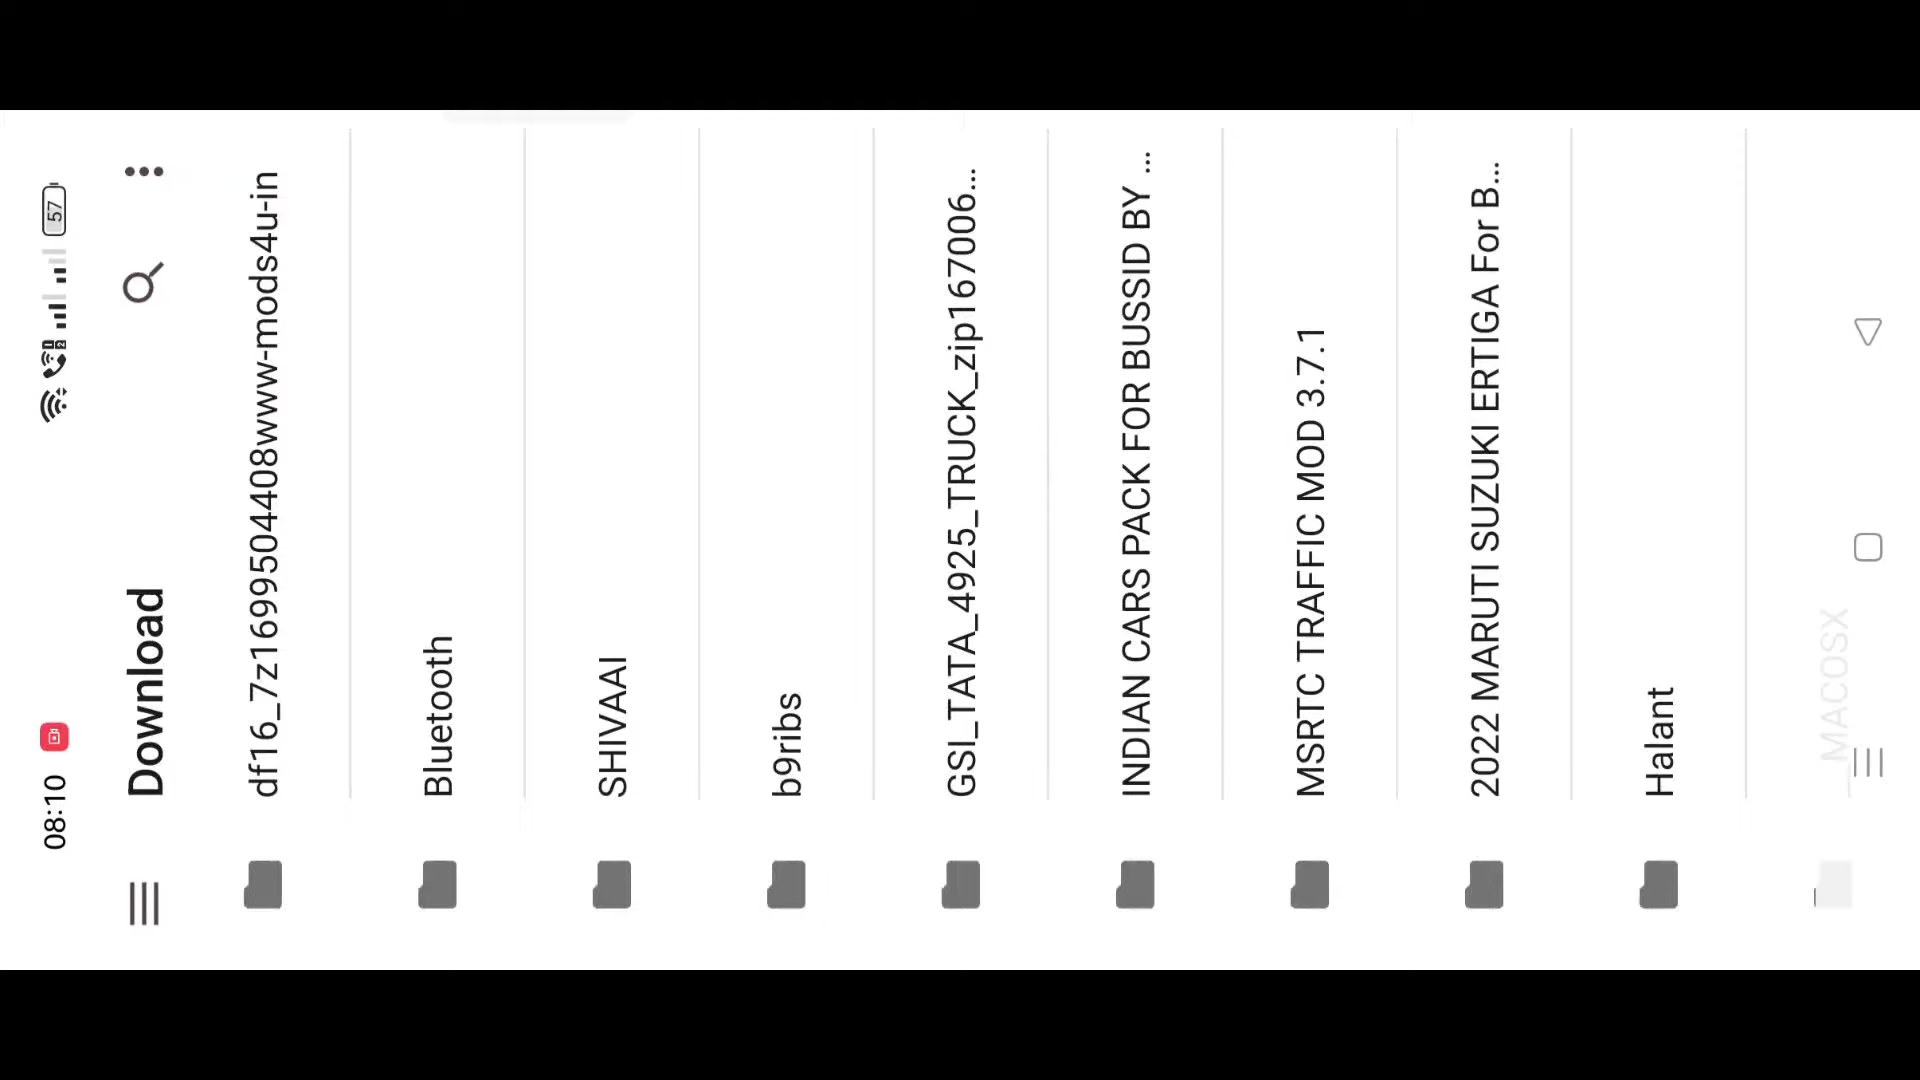 08:10
57
Download
df16_7z1699504408www-mods4u-in
Bluetooth
SHIVAAI
b9ribs
GSI_TATA_4925_TRUCK_zip167006...
INDIAN CARS PACK FOR BUSSID BY ...
MSRTC TRAFFIC MOD 3.7.1
2022 MARUTI SUZUKI ERTIGA For B...
Halant
__MACOSX